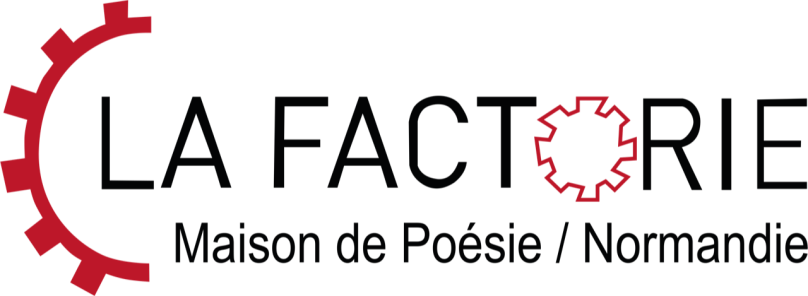 LA FACTORIE
Maison de Poésie / Normandie